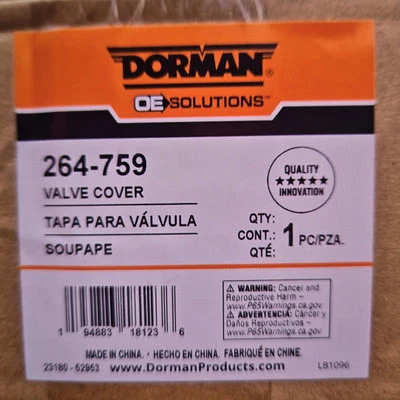 DORMAN®
OE SOLUTIONS™
264-759
VALVE COVER
TAPA PARA VÁLVULA
SOUPAPE
QUALITY
★★★★★
INNOVATION
QTY:
CONT.: 1 PC/PZA.
QTÉ:
⚠ WARNING: Cancer and
Reproductive Harm –
www.P65Warnings.ca.gov
⚠ ADVERTENCIA: Cáncer y
Daños Reproductivos –
www.P65Warnings.ca.gov
1 94883 18123 6
MADE IN CHINA. • HECHO EN CHINA. FABRIQUÉ EN CHINE.
23180 - 52953 www.DormanProducts.com LB1096